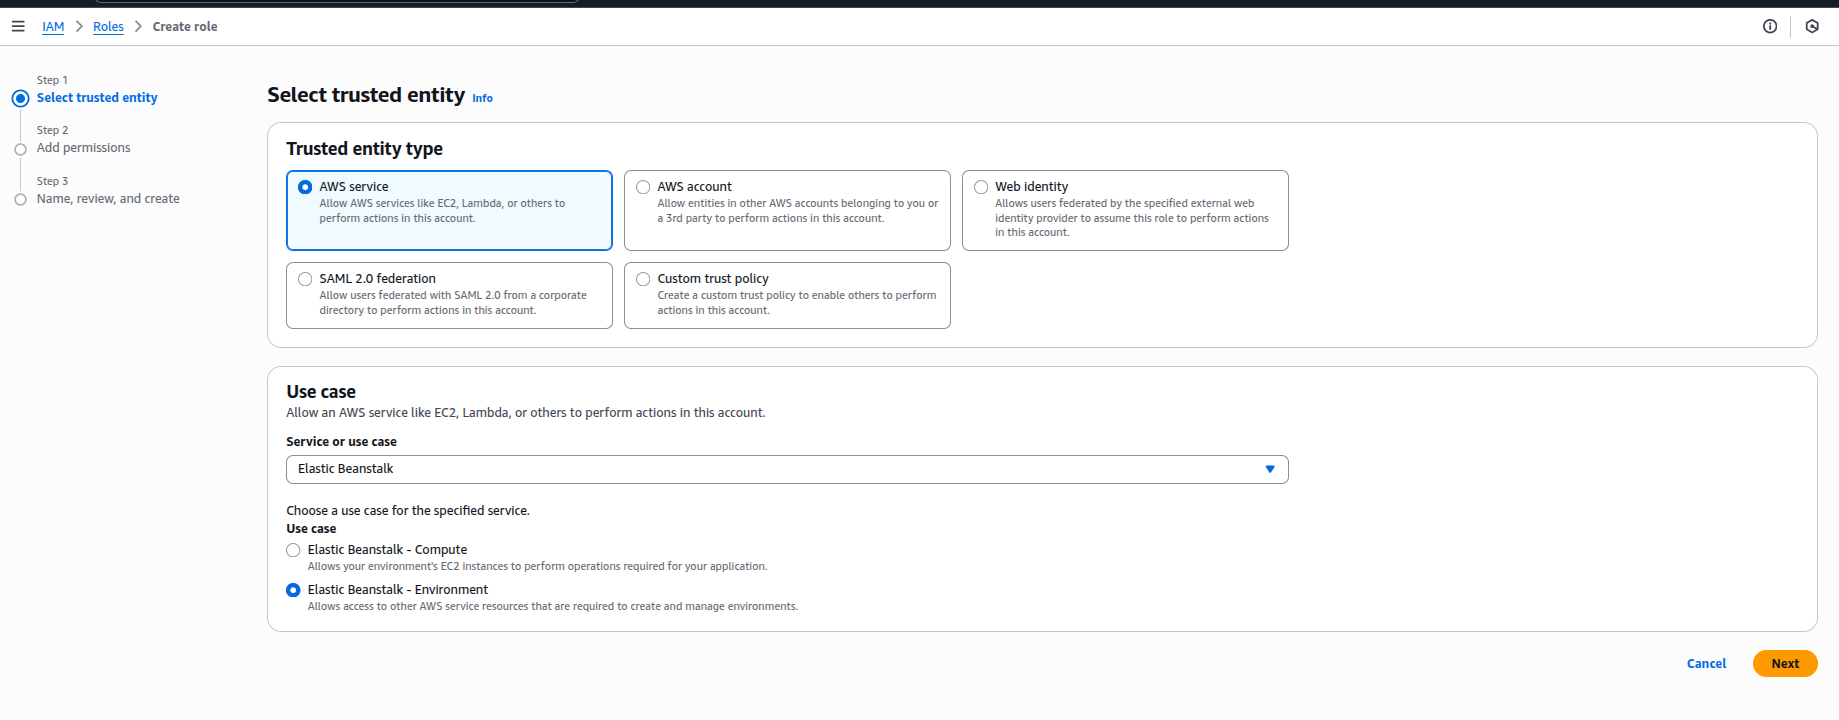 IAM > Roles > Create role
Step 1
Select trusted entity
Step 2
Add permissions
Step 3
Name, review, and create
Select trusted entity Info
Trusted entity type
AWS service
Allow AWS services like EC2, Lambda, or others to
perform actions in this account.
AWS account
Allow entities in other AWS accounts belonging to you or
a 3rd party to perform actions in this account.
Web identity
Allows users federated by the specified external web
identity provider to assume this role to perform actions
in this account.
SAML 2.0 federation
Allow users federated with SAML 2.0 from a corporate
directory to perform actions in this account.
Custom trust policy
Create a custom trust policy to enable others to perform
actions in this account.
Use case
Allow an AWS service like EC2, Lambda, or others to perform actions in this account.
Service or use case
Elastic Beanstalk
Choose a use case for the specified service.
Use case
Elastic Beanstalk - Compute
Allows your environment's EC2 instances to perform operations required for your application.
Elastic Beanstalk - Environment
Allows access to other AWS service resources that are required to create and manage environments.
Cancel
Next